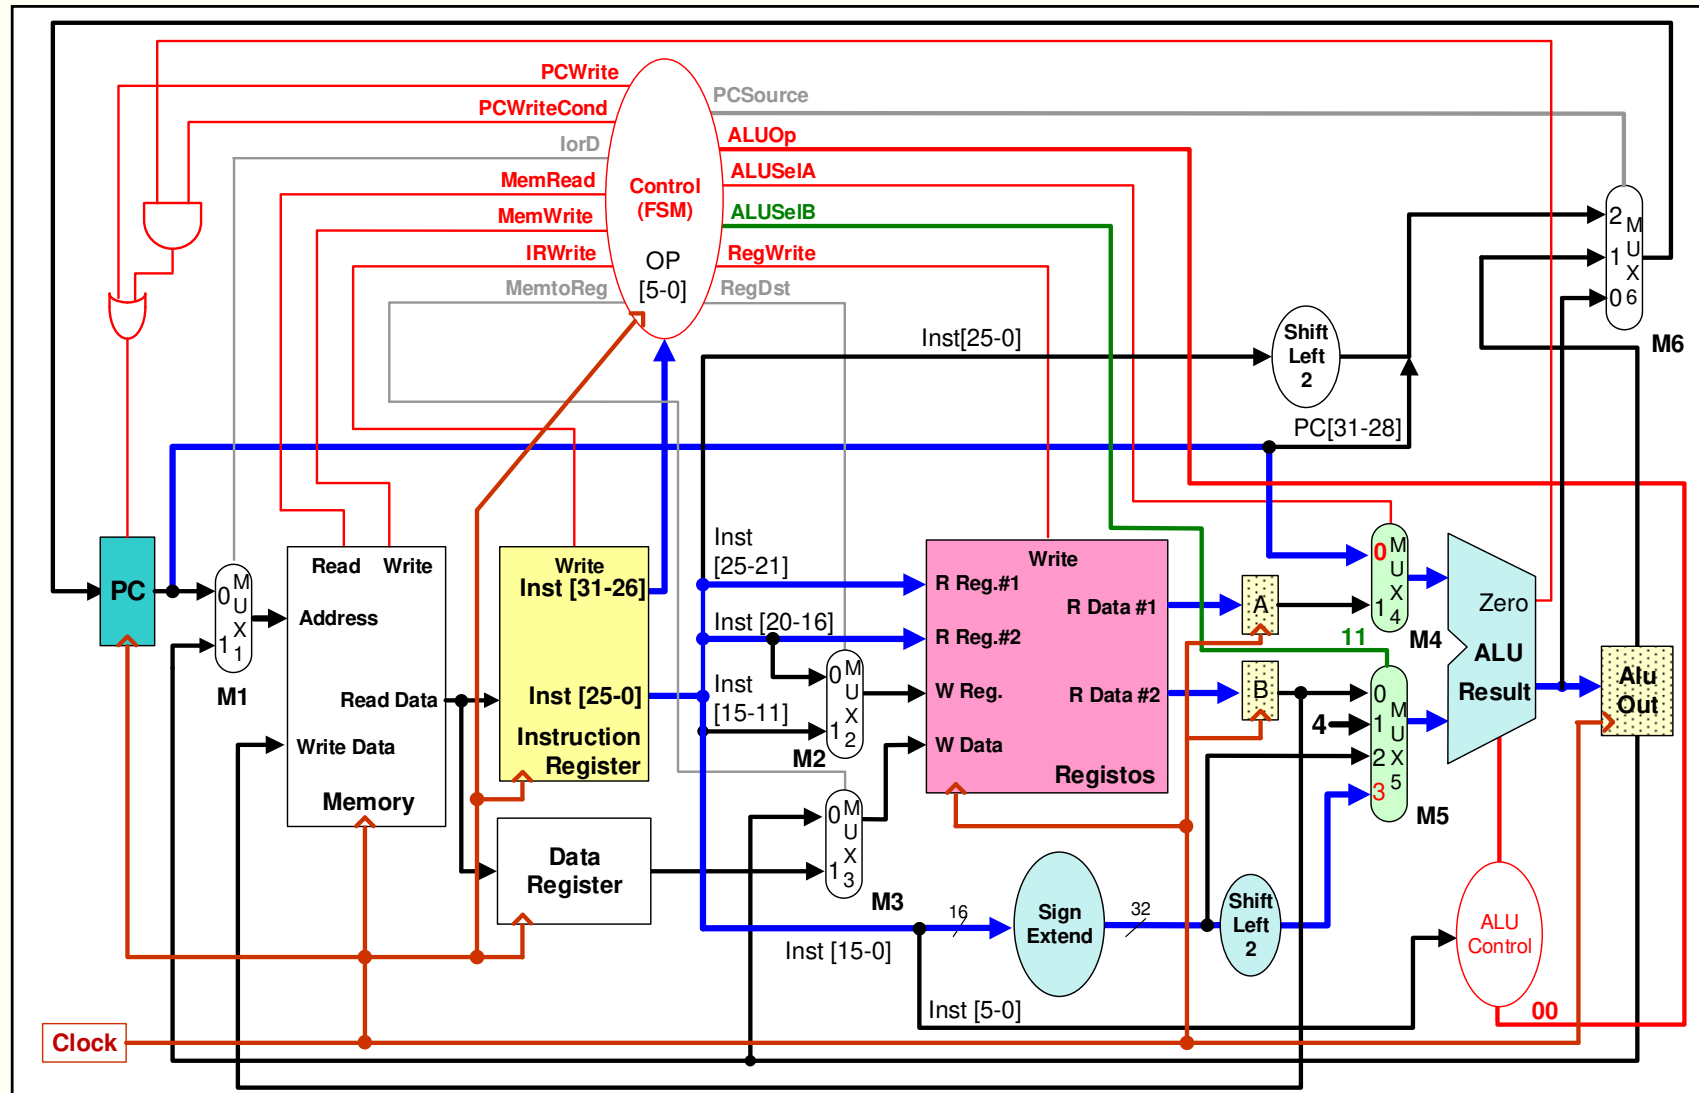 PCWrite
PCSource
PCWriteCond
ALUOp
IorD
MemRead
Control
(FSM)
ALUSelA
MemWrite
ALUSelB
IRWrite
OP
[5-0]
RegWrite
MemtoReg
RegDst
2
1
0
M
U
X
6
M6
Inst[25-0]
Shift
Left
2
PC[31-28]
PC
0
1
M
U
X
1
M1
Read
Write
Address
Read Data
Write Data
Memory
Write
Inst [31-26]
Inst [25-0]
Instruction
Register
Data
Register
Inst
[25-21]
Inst [20-16]
Inst
[15-11]
0
1
M
U
X
2
M2
0
1
M
U
X
3
M3
Write
R Reg.#1
R Data #1
R Reg.#2
W Reg.
R Data #2
W Data
Registos
A
B
0
1
M
U
X
4
M4
11
0
4
1
2
3
M
U
X
5
M5
Zero
ALU
Result
Alu
Out
16
Sign
Extend
32
Shift
Left
2
Inst [15-0]
Inst [5-0]
ALU
Control
00
Clock